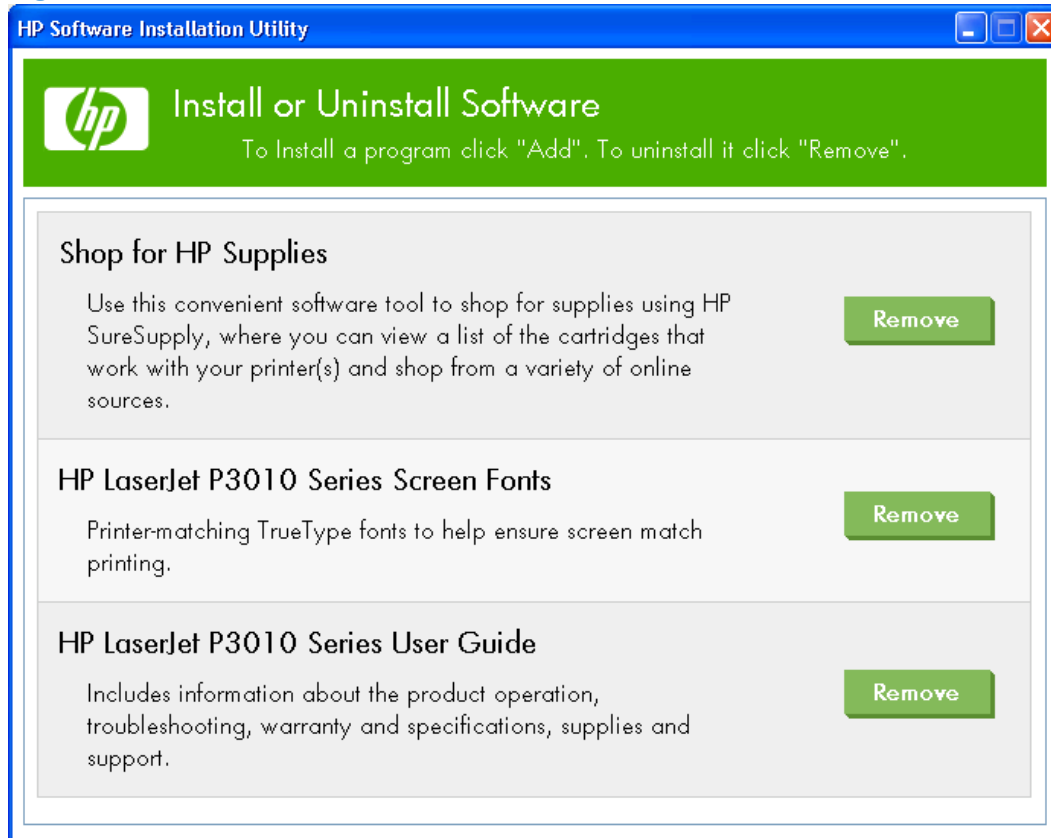 HP Software Installation Utility
hp
Install or Uninstall Software
To Install a program click "Add". To uninstall it click "Remove".
Shop for HP Supplies
Use this convenient software tool to shop for supplies using HP
SureSupply, where you can view a list of the cartridges that
work with your printer(s) and shop from a variety of online
sources.
Remove
HP LaserJet P3010 Series Screen Fonts
Printer-matching TrueType fonts to help ensure screen match
printing.
Remove
HP LaserJet P3010 Series User Guide
Includes information about the product operation,
troubleshooting, warranty and specifications, supplies and
support.
Remove